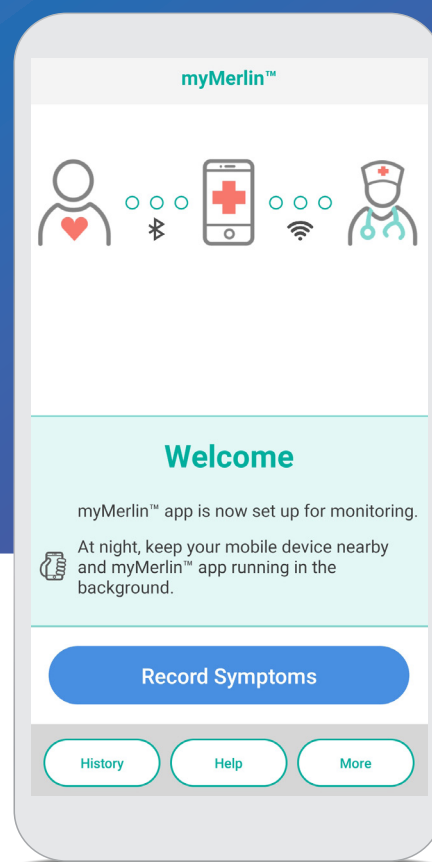 myMerlin™
Welcome
myMerlin™ app is now set up for monitoring.
At night, keep your mobile device nearby
and myMerlin™ app running in the
background.
Record Symptoms
History
Help
More